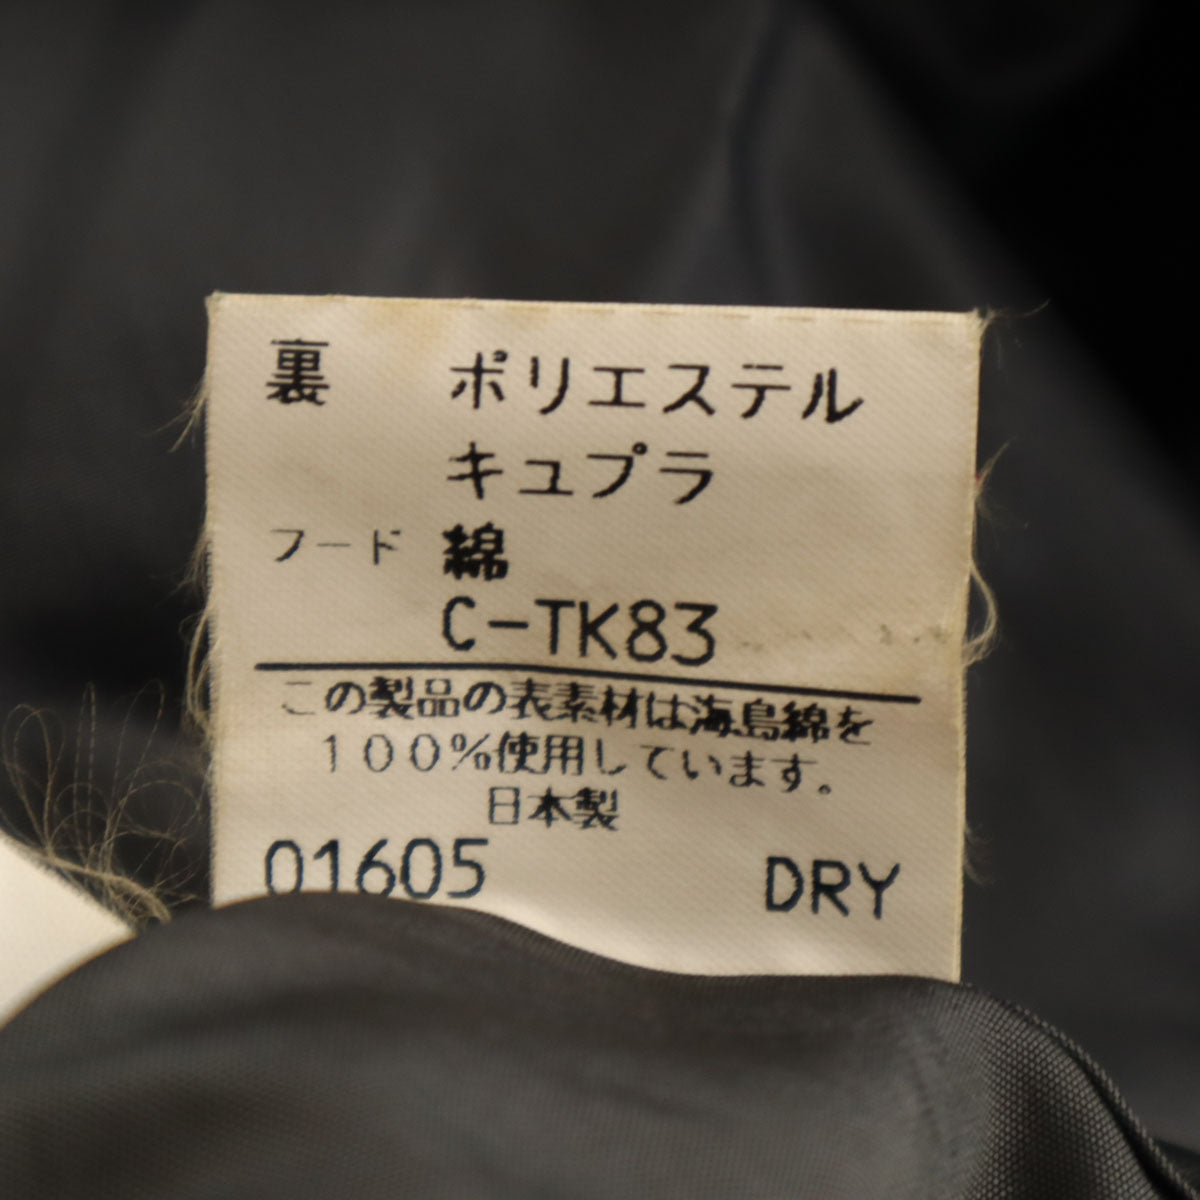 裏 ポリエステル
キュプラ
フード 綿
C-TK83
この製品の表素材は海島綿を
100%使用しています。
日本製
01605 DRY